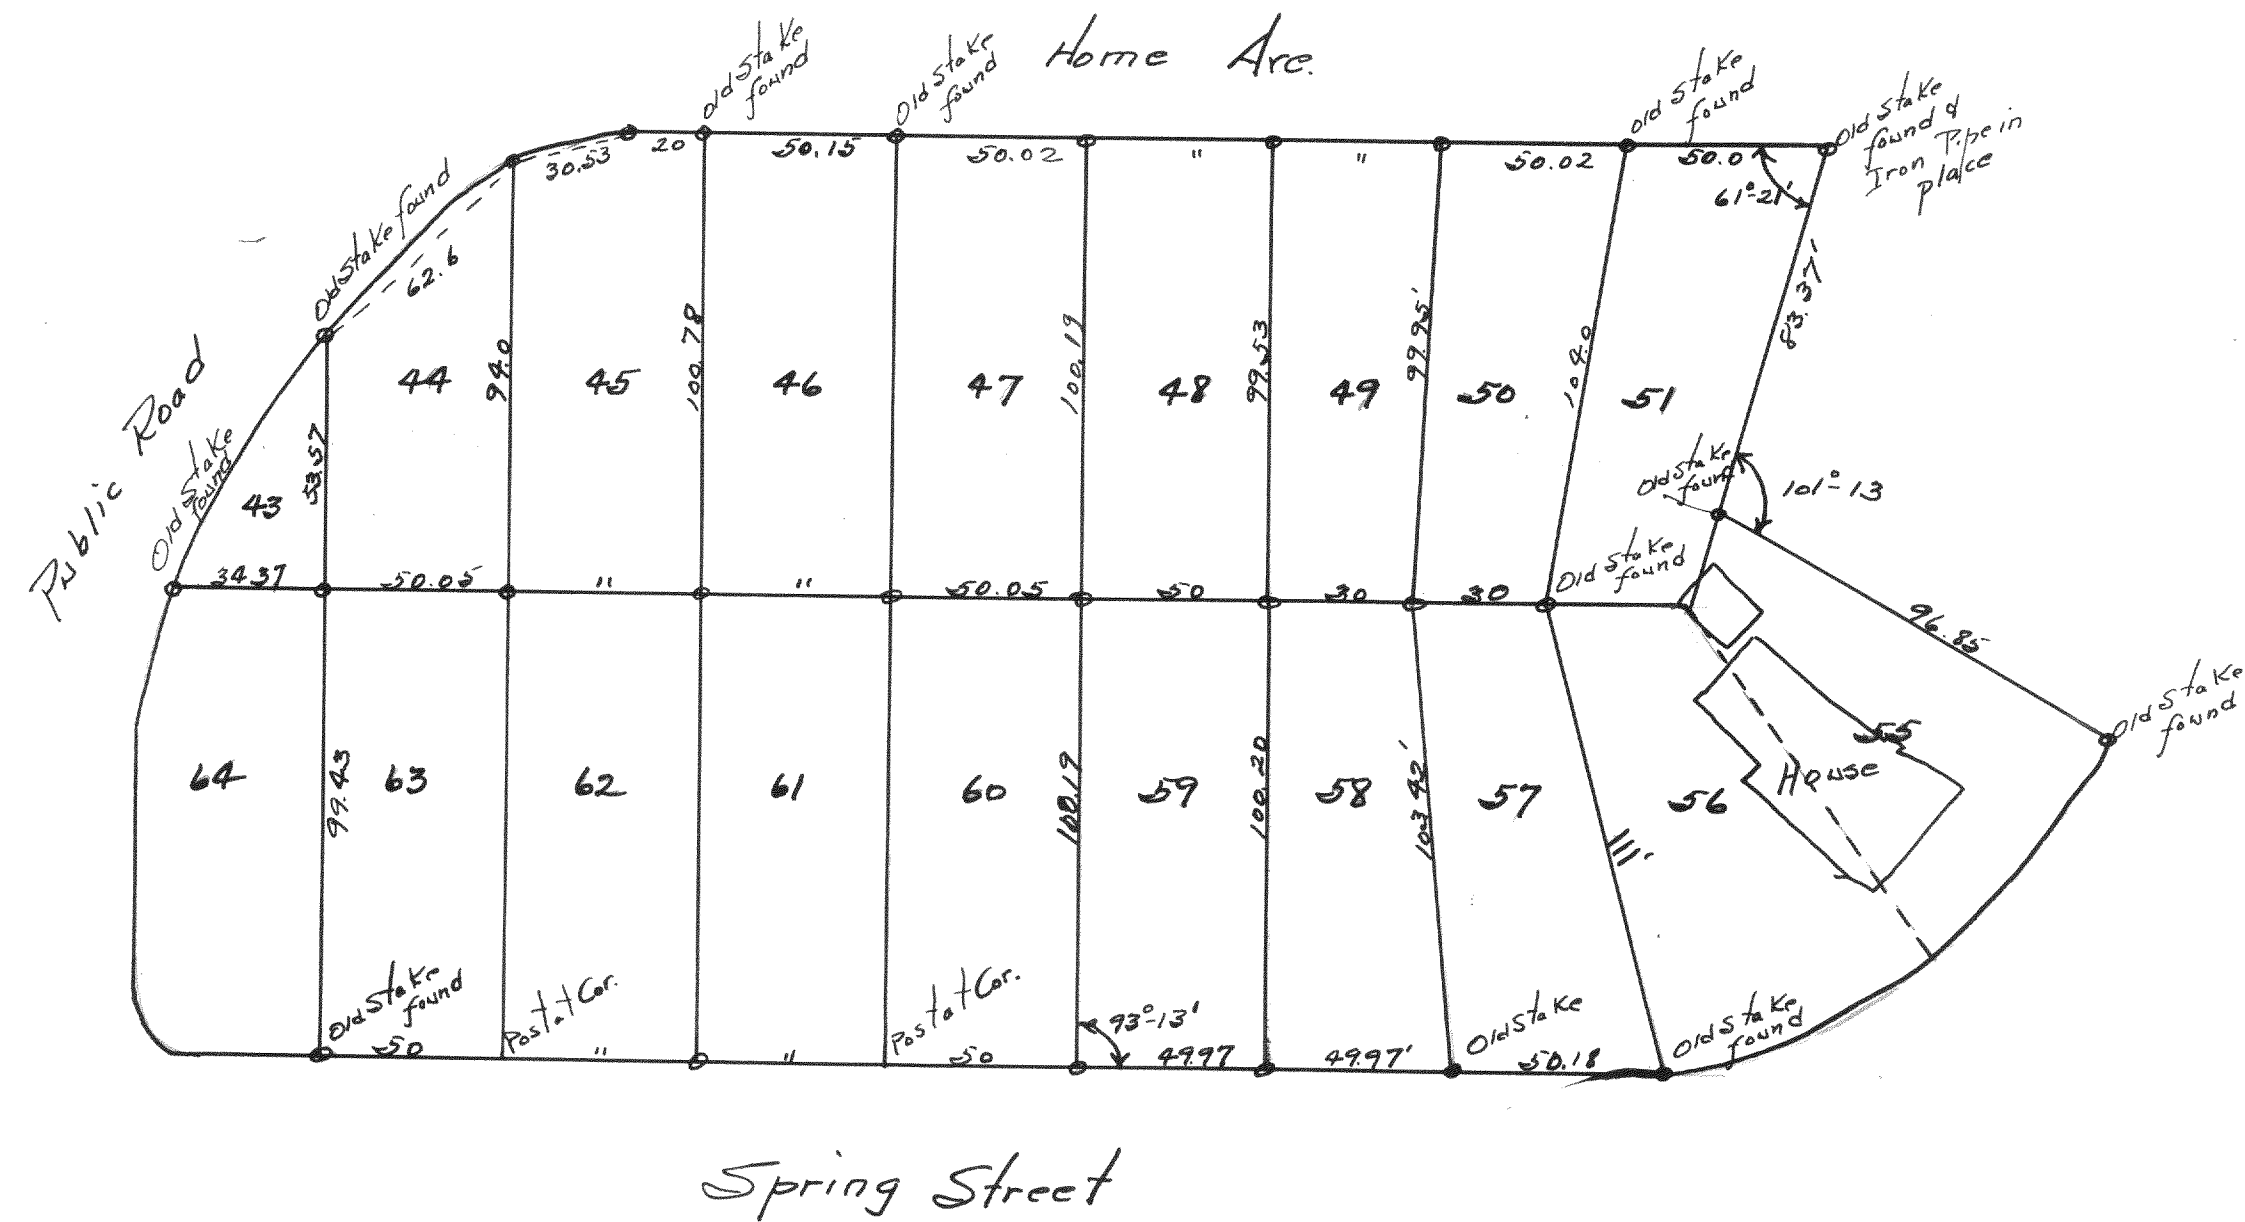 Home Ave.
Old Stake
found
Old Stake
found
Old Stake
found
Old Stake
found &
Iron Pipe in
place
20
50.15
50.02
"
"
50.02
50.0
61°-21'
30.53
Old Stake found
62.6
83.37'
Public Road
Old Stake
found
43
53.57
44
94.0
45
100.78
46
47
100.19
48
99.53
49
99.95'
50
104.0
51
Old Stake
found
101°-13
Old Stake
found
34.37
50.05
"
"
50.05
50
30
30
96.85
Old Stake
found
64
99.43
63
62
61
60
100.19
59
100.20
58
103.42'
57
111.
56
55
House
Old Stake
found
Post at Cor.
Post at Cor.
93°-13'
Old Stake
Old Stake
found
50
"
"
50
49.97
49.97'
50.18
Spring Street